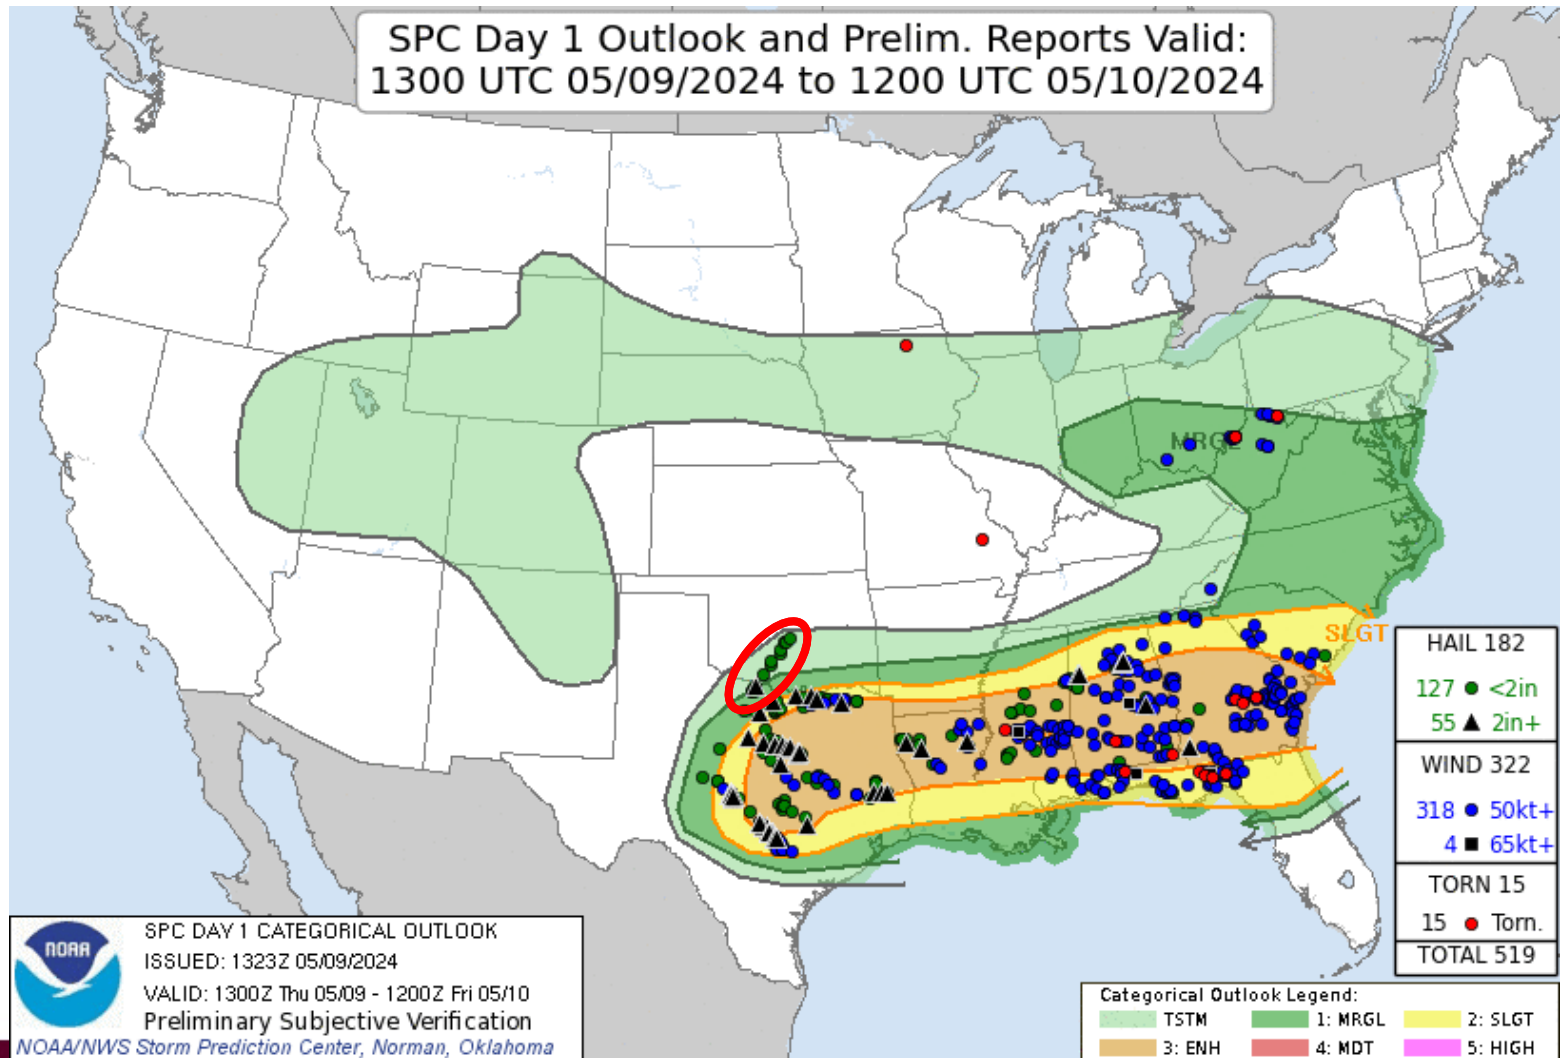 SPC Day 1 Outlook and Prelim. Reports Valid:
1300 UTC 05/09/2024 to 1200 UTC 05/10/2024
MRGL
SLGT
HAIL 182
127 <2in
55 2in+
WIND 322
318 50kt+
4 65kt+
TORN 15
15 Torn.
TOTAL 519
NOAA
SPC DAY 1 CATEGORICAL OUTLOOK
ISSUED: 1323Z 05/09/2024
VALID: 1300Z Thu 05/09 - 1200Z Fri 05/10
Preliminary Subjective Verification
NOAA/NWS Storm Prediction Center, Norman, Oklahoma
Categorical Outlook Legend:
TSTM 1: MRGL 2: SLGT
3: ENH 4: MDT 5: HIGH